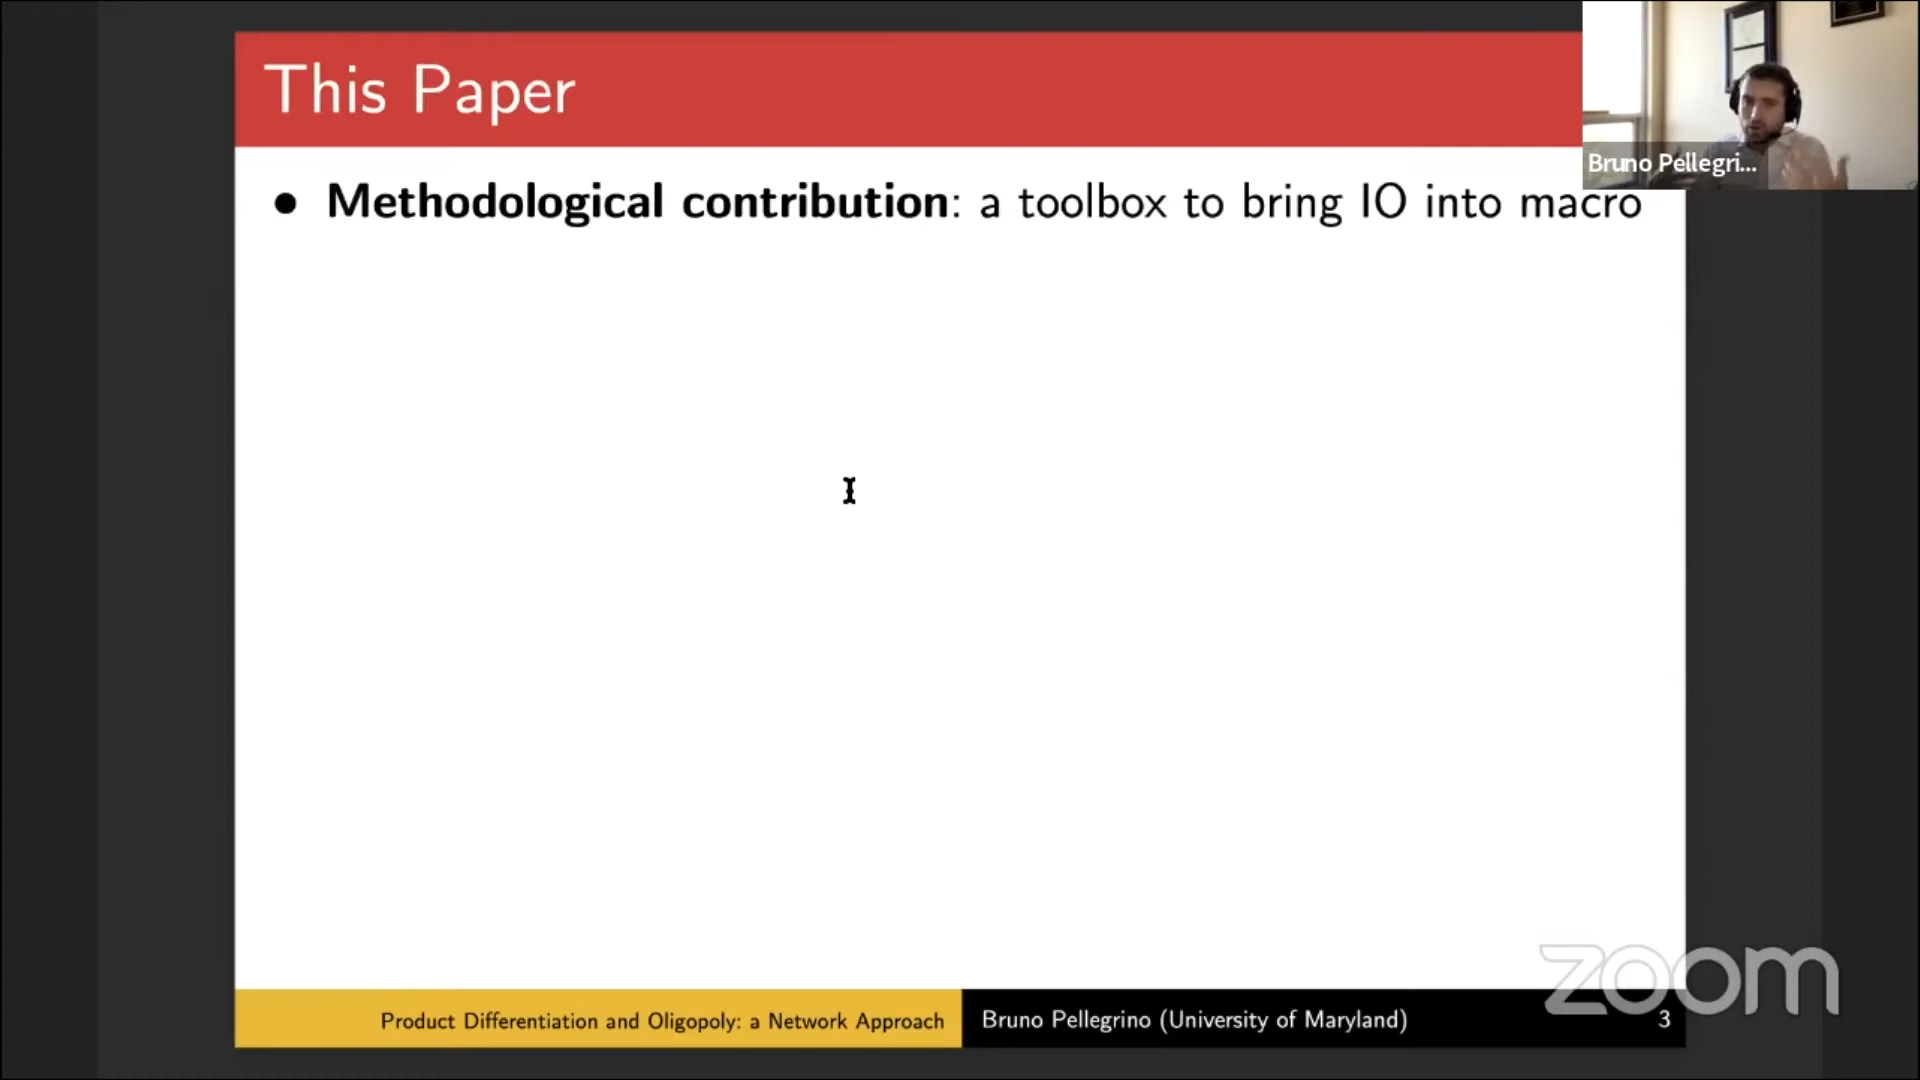 This Paper
Bruno Pellegri...
● Methodological contribution: a toolbox to bring IO into macro
Product Differentiation and Oligopoly: a Network Approach
Bruno Pellegrino (University of Maryland)
3
zoom